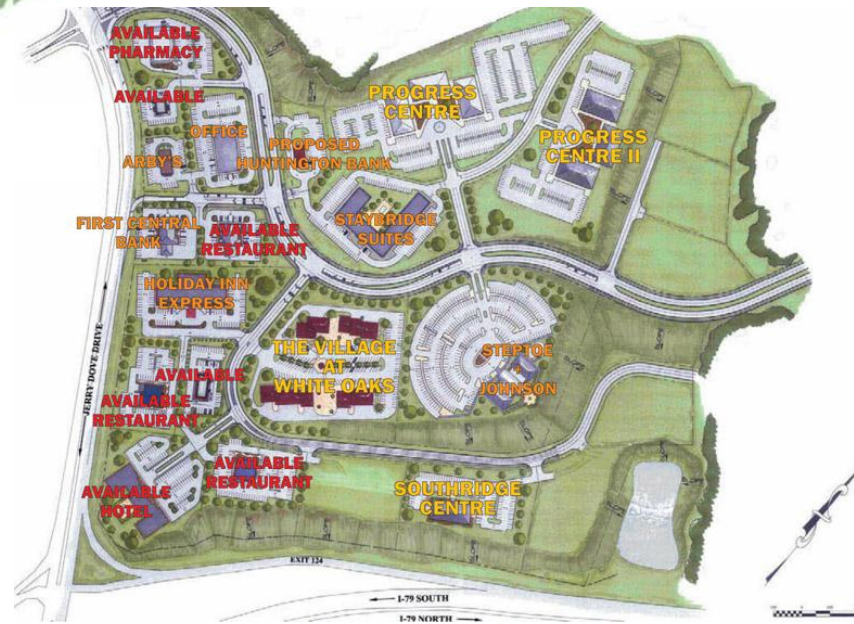 AVAILABLE
PHARMACY
AVAILABLE
OFFICE
ARBY'S
PROPOSED
HUNTINGTON BANK
PROGRESS
CENTRE
PROGRESS
CENTRE II
FIRST CENTRAL
BANK
AVAILABLE
RESTAURANT
STAYBRIDGE
SUITES
HOLIDAY INN
EXPRESS
THE VILLAGE
AT
WHITE OAKS
STEPTOE
JOHNSON
AVAILABLE
AVAILABLE
RESTAURANT
JERRY DOVE DRIVE
AVAILABLE
RESTAURANT
AVAILABLE
HOTEL
SOUTHRIDGE
CENTRE
EXIT 124
I-79 SOUTH
I-79 NORTH